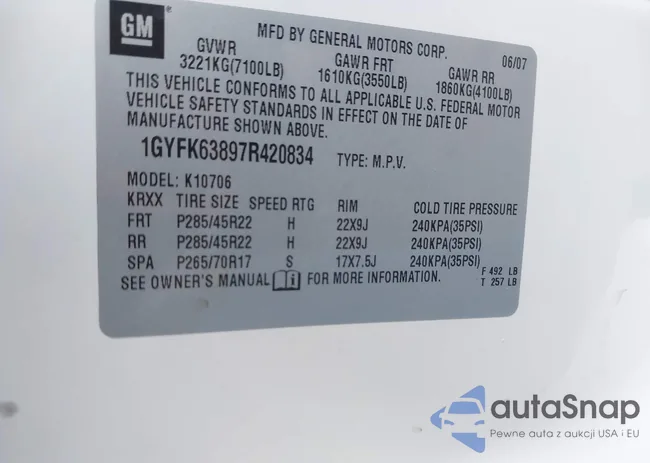 GM
MFD BY GENERAL MOTORS CORP. 06/07
GVWR GAWR FRT GAWR RR
3221KG(7100LB) 1610KG(3550LB) 1860KG(4100LB)
THIS VEHICLE CONFORMS TO ALL APPLICABLE U.S. FEDERAL MOTOR
VEHICLE SAFETY STANDARDS IN EFFECT ON THE DATE OF
MANUFACTURE SHOWN ABOVE.
1GYFK63897R420834 TYPE: M.P.V.
MODEL: K10706
KRXX TIRE SIZE SPEED RTG RIM COLD TIRE PRESSURE
FRT P285/45R22 H 22X9J 240KPA(35PSI)
RR P285/45R22 H 22X9J 240KPA(35PSI)
SPA P265/70R17 S 17X7.5J 240KPA(35PSI)
SEE OWNER'S MANUAL FOR MORE INFORMATION.
F 492 LB
T 257 LB
autaSnap
Pewne auta z aukcji USA i EU